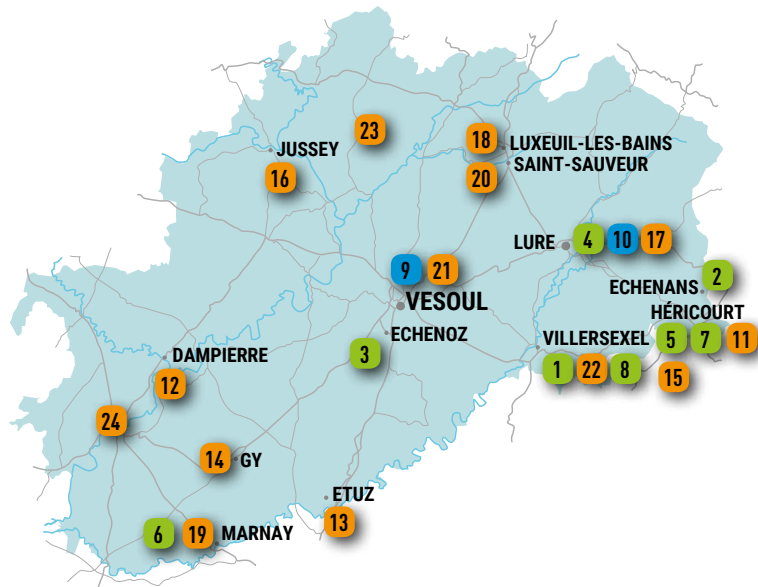 23
18 LUXEUIL-LES-BAINS
JUSSEY
SAINT-SAUVEUR
16
20
LURE 4 10 17
9 21
2
ECHENANS
VESOUL
HÉRICOURT
ECHENOZ
VILLERSEXEL
5 7 11
3
DAMPIERRE
1 22 8
15
12
24
14 GY
ETUZ
13
6 19 MARNAY